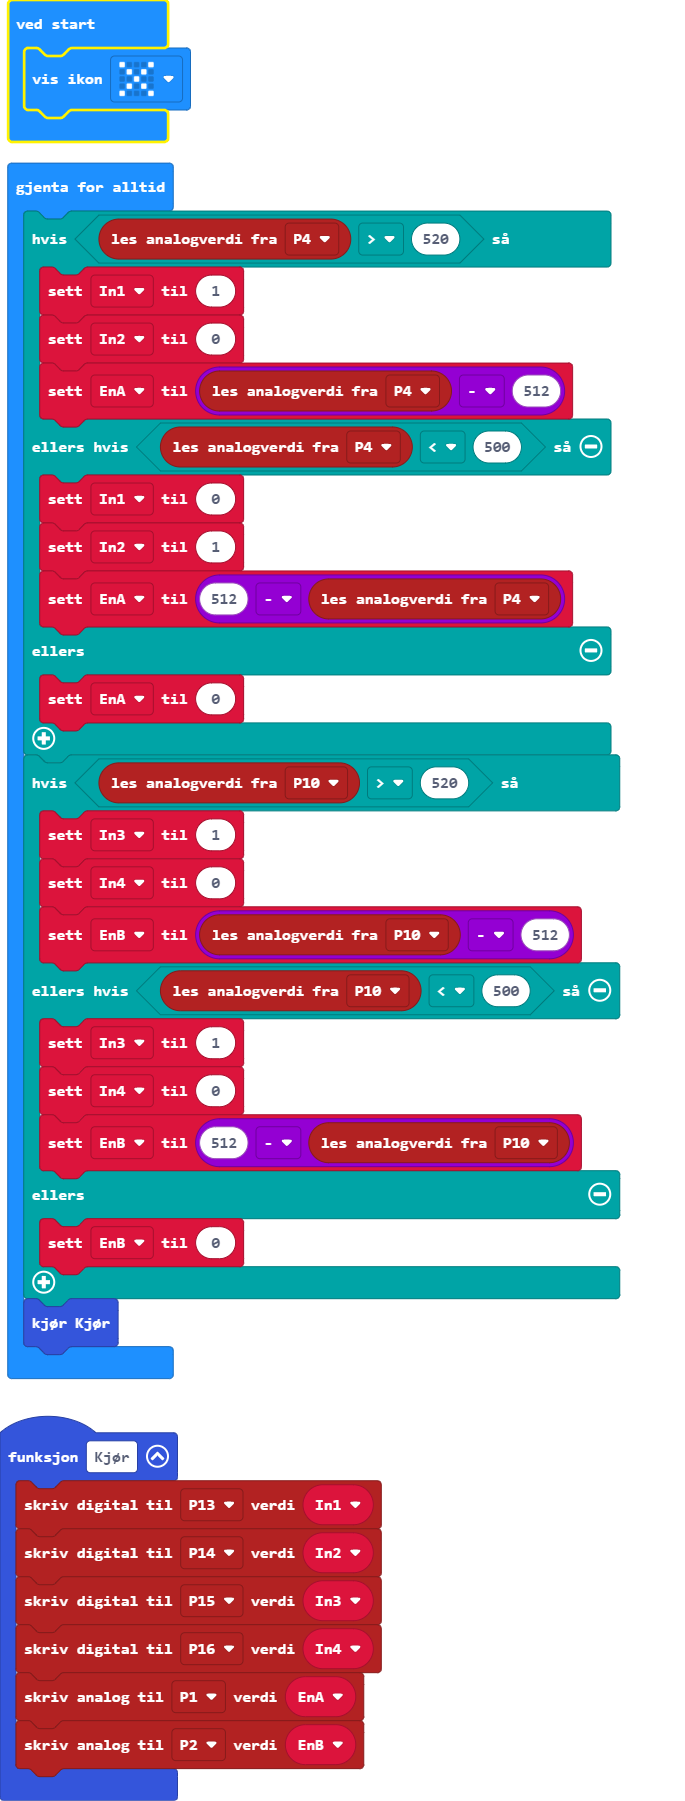 ved start
vis ikon
gjenta for alltid
hvis les analogverdi fra P4 > 520 så
sett In1 til 1
sett In2 til 0
sett EnA til les analogverdi fra P4 - 512
ellers hvis les analogverdi fra P4 < 500 så
sett In1 til 0
sett In2 til 1
sett EnA til 512 - les analogverdi fra P4
ellers
sett EnA til 0
hvis les analogverdi fra P10 > 520 så
sett In3 til 1
sett In4 til 0
sett EnB til les analogverdi fra P10 - 512
ellers hvis les analogverdi fra P10 < 500 så
sett In3 til 1
sett In4 til 0
sett EnB til 512 - les analogverdi fra P10
ellers
sett EnB til 0
kjør Kjør
funksjon Kjør
skriv digital til P13 verdi In1
skriv digital til P14 verdi In2
skriv digital til P15 verdi In3
skriv digital til P16 verdi In4
skriv analog til P1 verdi EnA
skriv analog til P2 verdi EnB